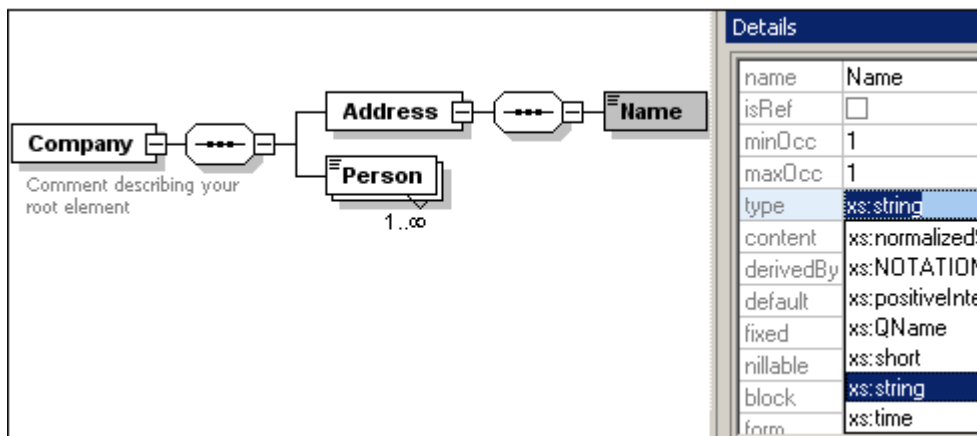 Details
name Name
isRef
minOcc 1
maxOcc 1
type xs:string
content xs:normalized
derivedBy xs:NOTATION
default
fixed xs:QName
nillable xs:short
block xs:string
form xs:time
Company
Comment describing your
root element
Address
Name
Person
1..∞